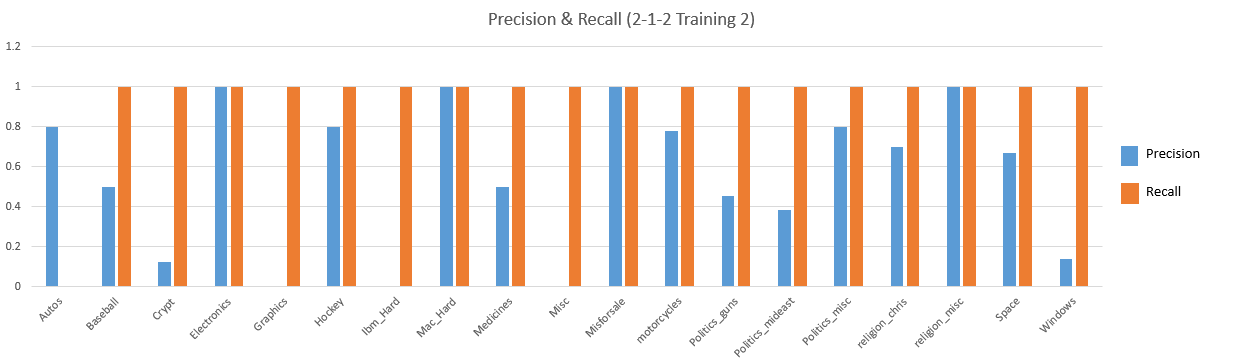 Precision & Recall (2-1-2 Training 2)
1.2
1
0.8
0.6
0.4
0.2
0
Autos
Baseball
Crypt
Electronics
Graphics
Hockey
Ibm_Hard
Mac_Hard
Medicines
Misc
Misforsale
motorcycles
Politics_guns
Politics_mideast
Politics_misc
religion_chris
religion_misc
Space
Windows
Precision
Recall